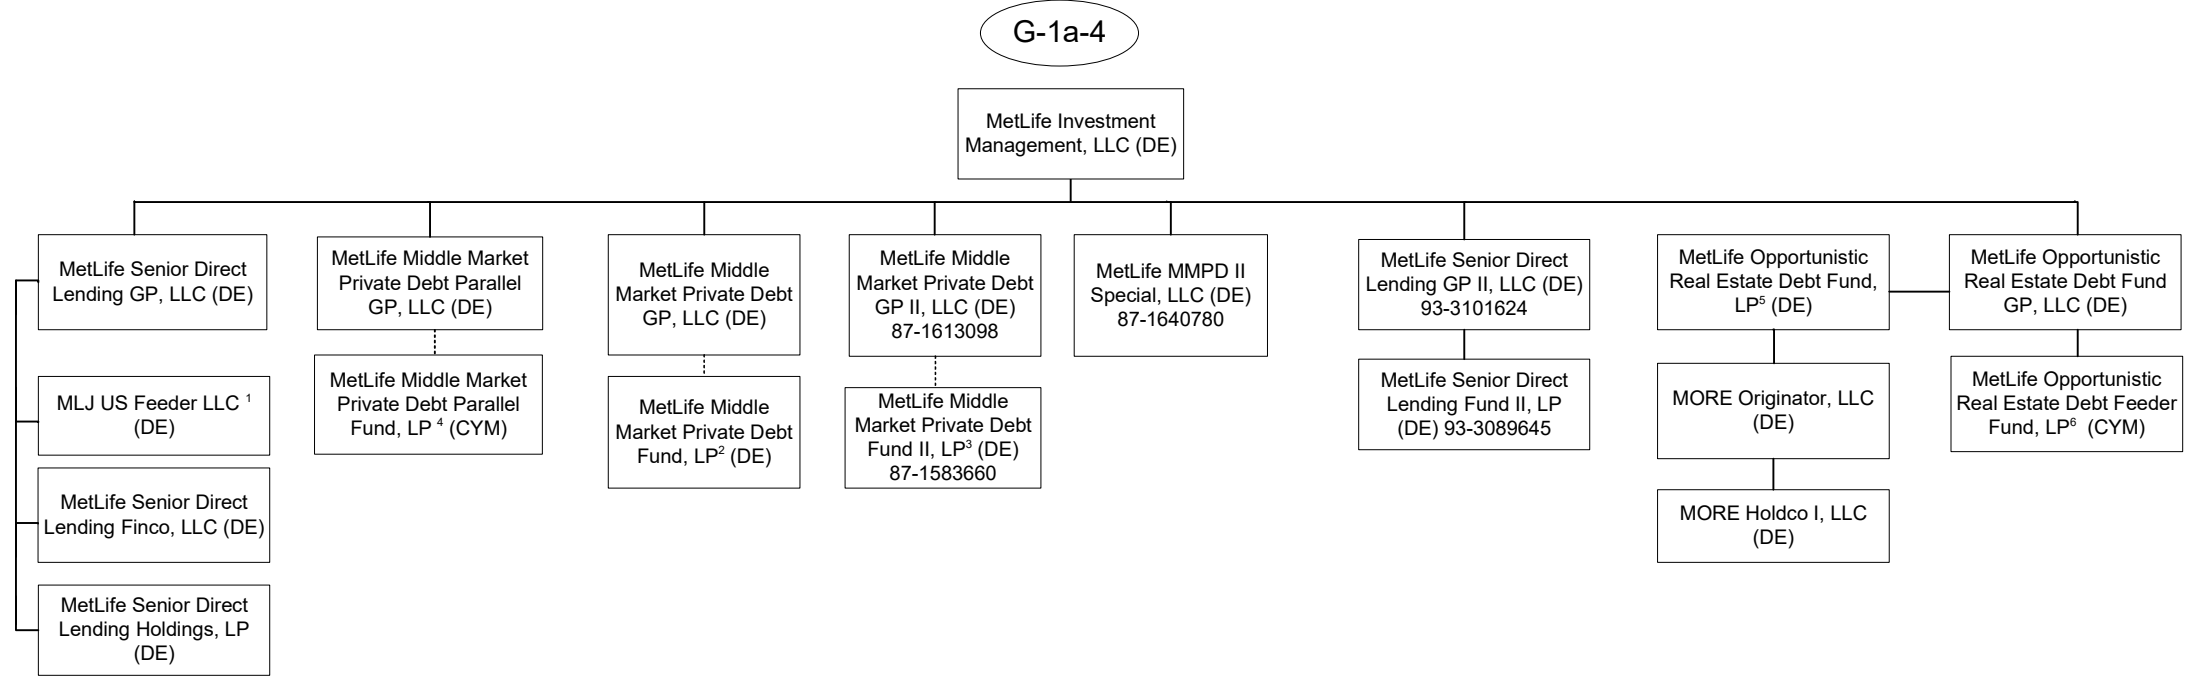 G-1a-4
MetLife Investment
Management, LLC (DE)
MetLife Senior Direct
Lending GP, LLC (DE)
MLJ US Feeder LLC 1
(DE)
MetLife Senior Direct
Lending Finco, LLC (DE)
MetLife Senior Direct
Lending Holdings, LP
(DE)
MetLife Middle Market
Private Debt Parallel
GP, LLC (DE)
MetLife Middle Market
Private Debt Parallel
Fund, LP 4 (CYM)
MetLife Middle
Market Private Debt
GP, LLC (DE)
MetLife Middle
Market Private Debt
Fund, LP2 (DE)
MetLife Middle
Market Private Debt
GP II, LLC (DE)
87-1613098
MetLife Middle
Market Private Debt
Fund II, LP3 (DE)
87-1583660
MetLife MMPD II
Special, LLC (DE)
87-1640780
MetLife Senior Direct
Lending GP II, LLC (DE)
93-3101624
MetLife Senior Direct
Lending Fund II, LP
(DE) 93-3089645
MetLife Opportunistic
Real Estate Debt Fund,
LP5 (DE)
MORE Originator, LLC
(DE)
MORE Holdco I, LLC
(DE)
MetLife Opportunistic
Real Estate Debt Fund
GP, LLC (DE)
MetLife Opportunistic
Real Estate Debt Feeder
Fund, LP6 (CYM)